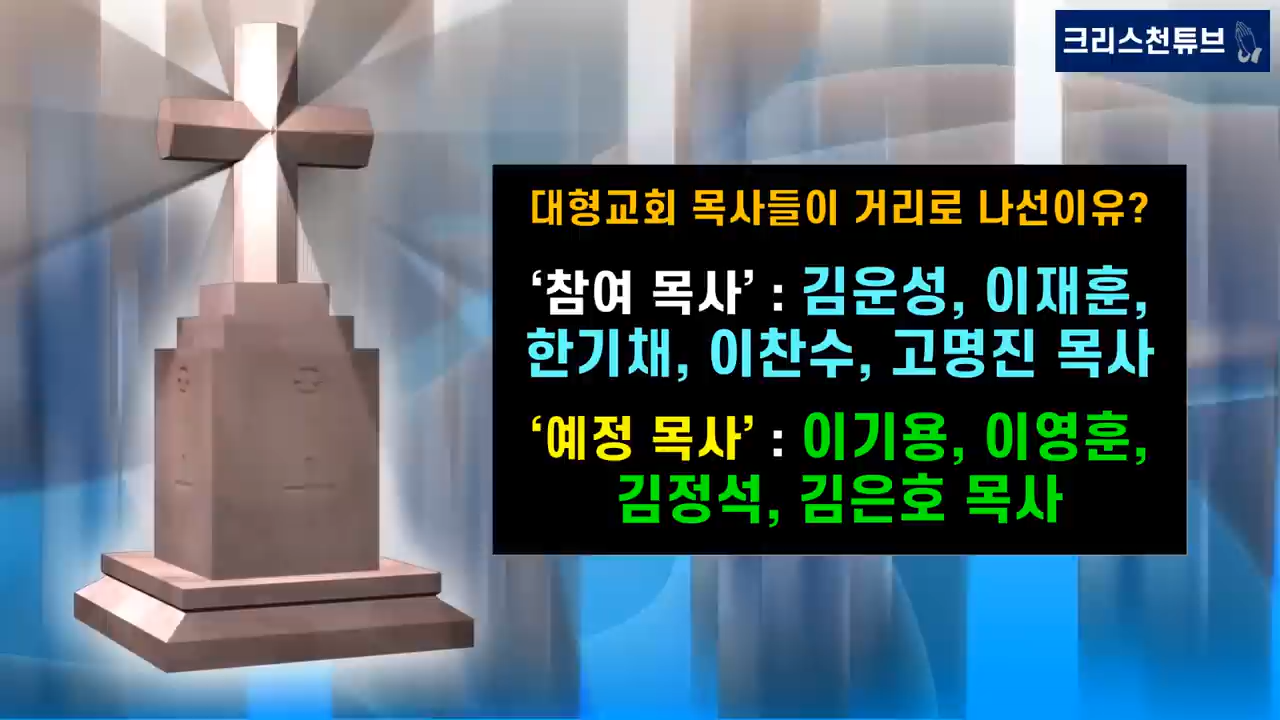 크리스천튜브
대형교회 목사들이 거리로 나선이유?
‘참여 목사’ : 김운성, 이재훈,
한기채, 이찬수, 고명진 목사
‘예정 목사’ : 이기용, 이영훈,
김정석, 김은호 목사